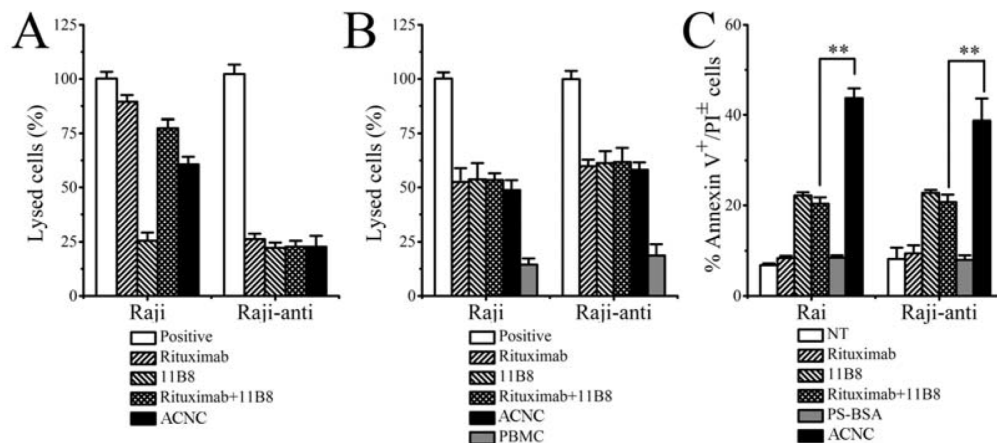 A
Lysed cells (%)
125
100
75
50
25
0
Raji
Raji-anti
Positive
Rituximab
11B8
Rituximab+11B8
ACNC
B
Lysed cells (%)
125
100
75
50
25
0
Raji
Raji-anti
Positive
Rituximab
11B8
Rituximab+11B8
ACNC
PBMC
C
% Annexin V+/PI± cells
60
40
20
0
**
**
Rai
Raji-anti
NT
Rituximab
11B8
Rituximab+11B8
PS-BSA
ACNC